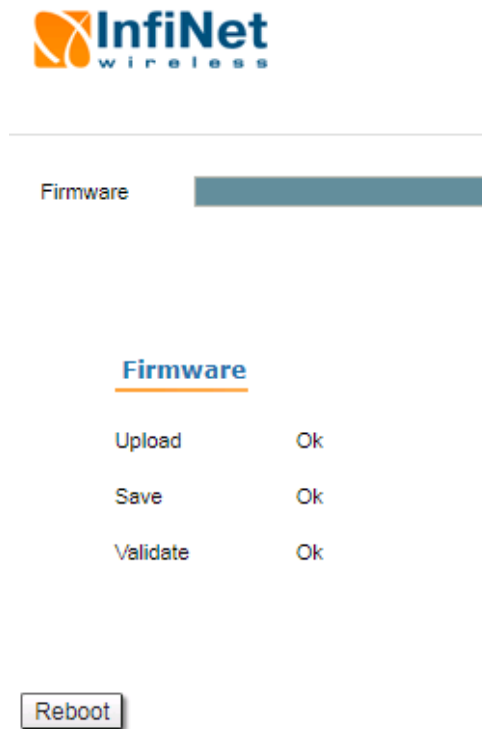 InfiNet
wireless
Firmware
Firmware
Upload Ok
Save Ok
Validate Ok
Reboot